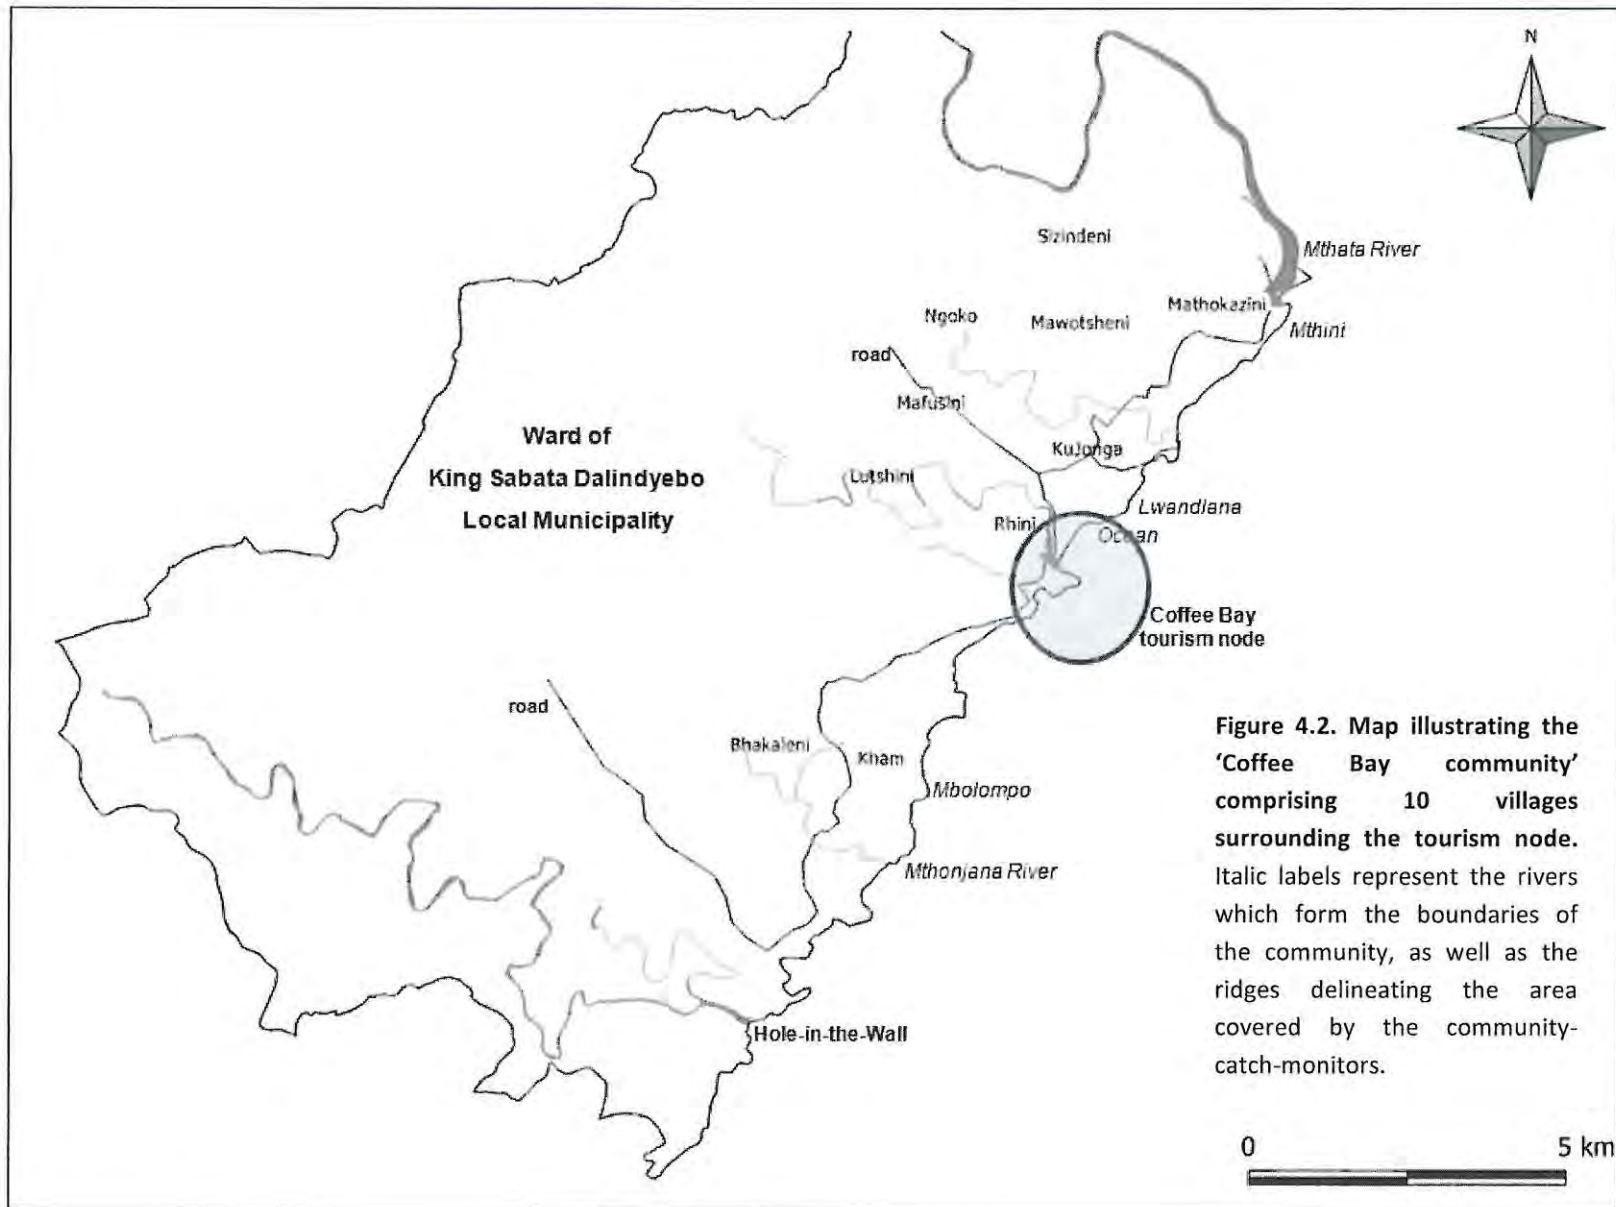 N
Sizindeni
Mthata River
Mathokazini
Ngoko
Mawotsheni
Mthini
road
Mafusini
Ward of
King Sabata Dalindyebo
Local Municipality
KuJonga
Lutshini
Lwandlana
Rhini
Ocean
Coffee Bay
tourism node
road
Bhakaleni
Kham
Mbolompo
Mthonjana River
Hole-in-the-Wall
Figure 4.2. Map illustrating the
‘Coffee Bay community’
comprising 10 villages
surrounding the tourism node.
Italic labels represent the rivers
which form the boundaries of
the community, as well as the
ridges delineating the area
covered by the community-
catch-monitors.
0 5 km